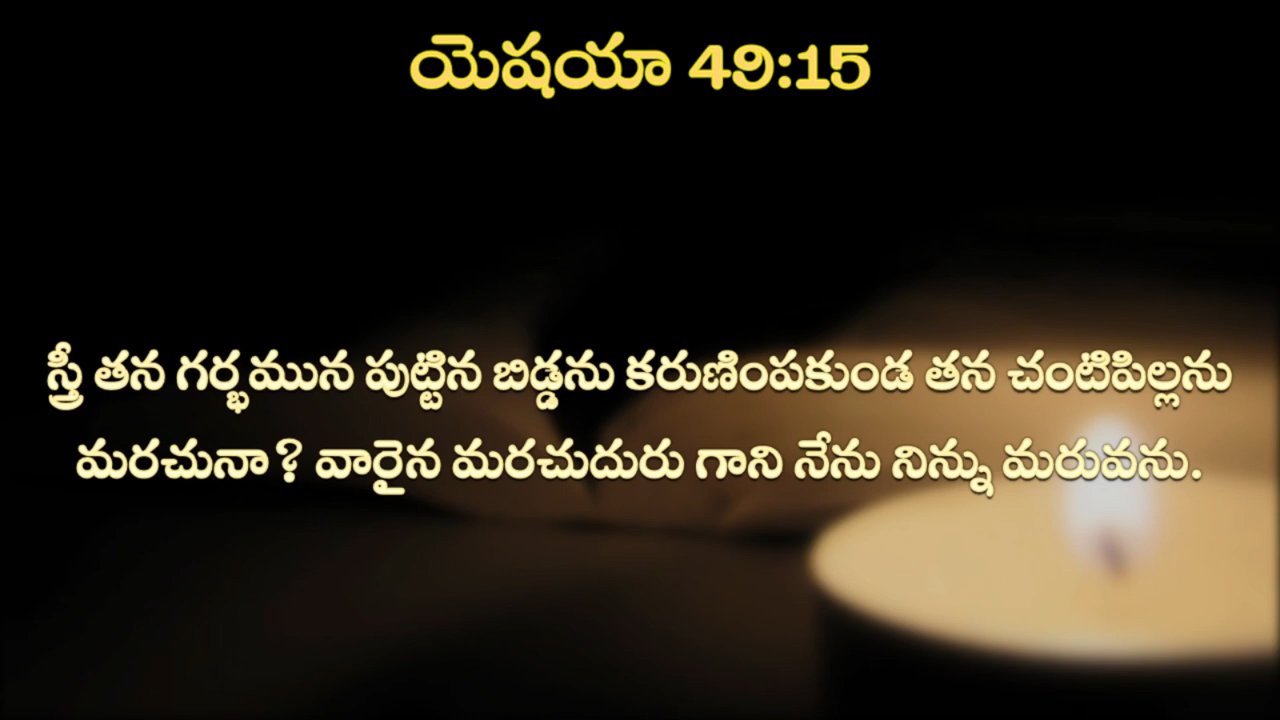 యెషయా 49:15
స్త్రీ తన గర్భమున పుట్టిన బిడ్డను కరుణింపకుండ తన చంటిపిల్లను
మరచునా? వారైన మరచుదురు గాని నేను నిన్ను మరువను.